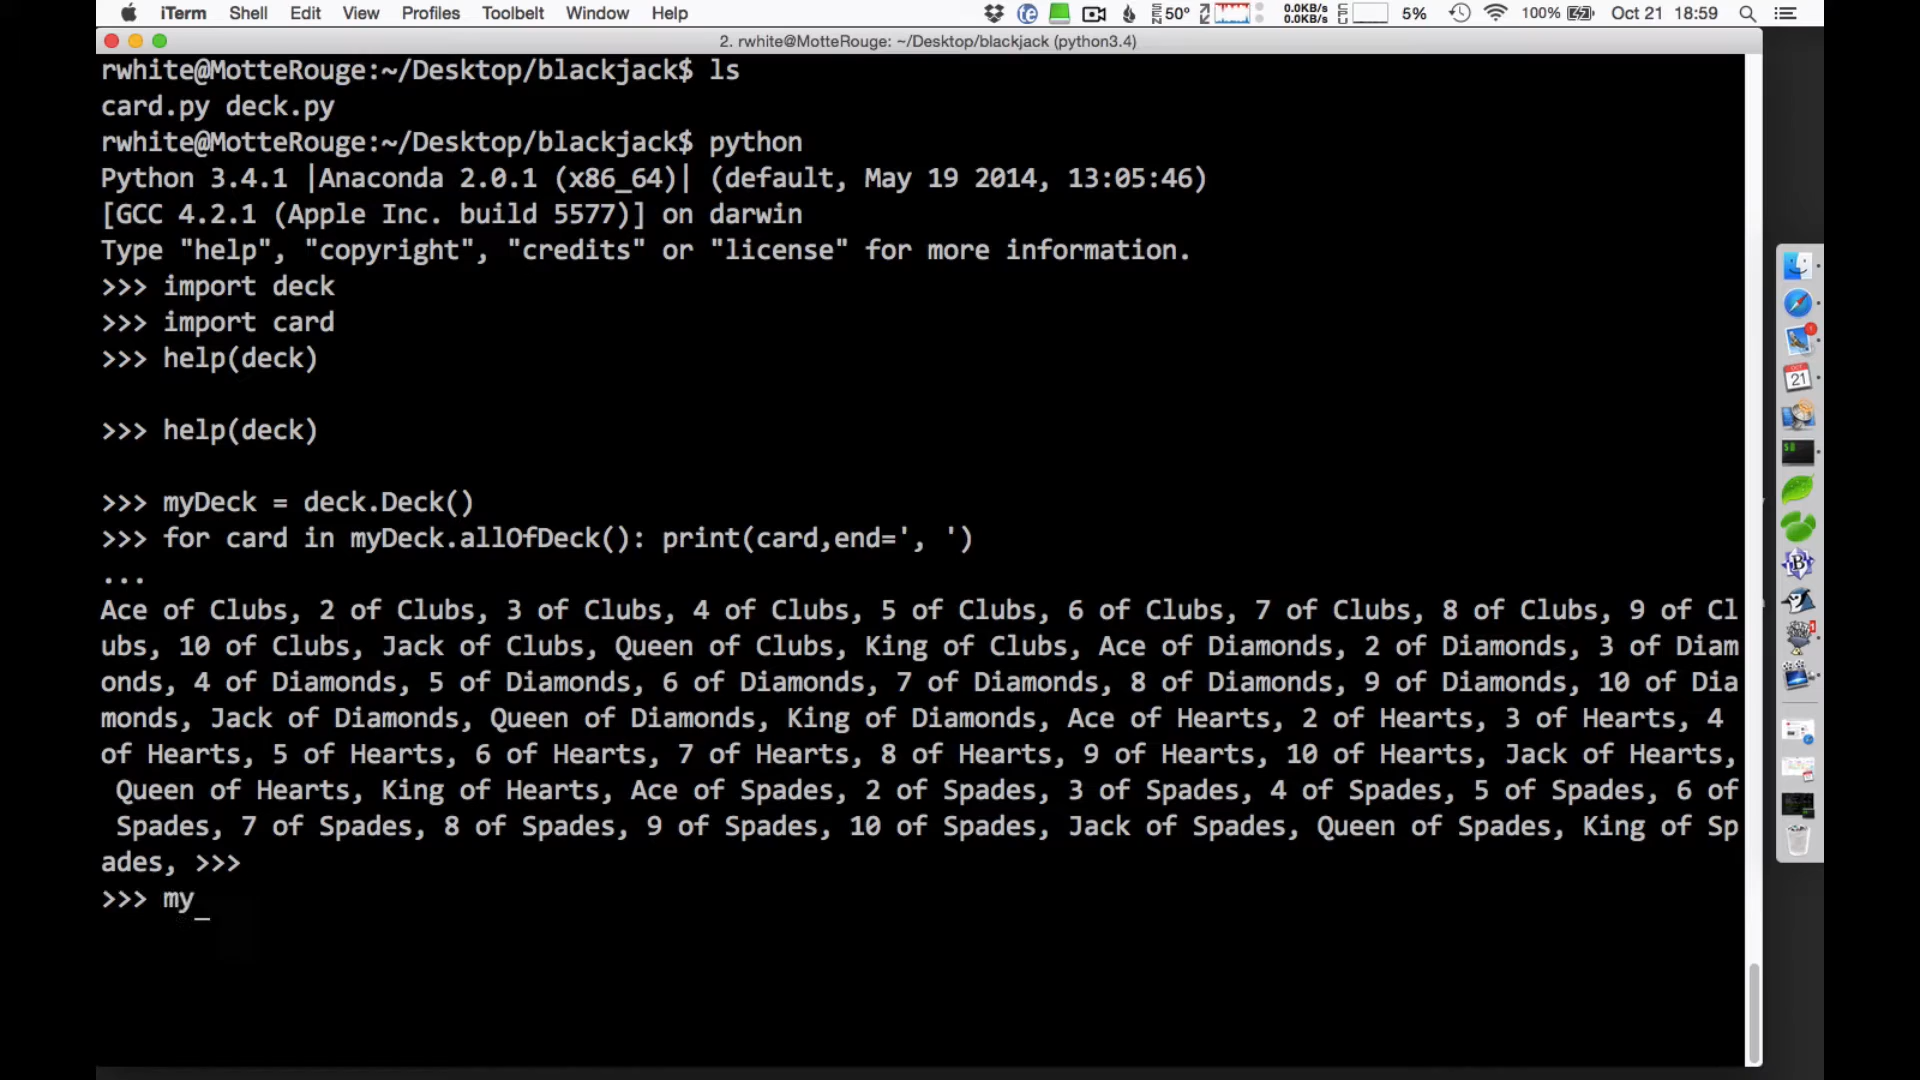 iTerm Shell Edit View Profiles Toolbelt Window Help 50° 0.0KB/s 0.0KB/s 5% 100% Oct 21 18:59
2. rwhite@MotteRouge: ~/Desktop/blackjack (python3.4)
rwhite@MotteRouge:~/Desktop/blackjack$ ls
card.py deck.py
rwhite@MotteRouge:~/Desktop/blackjack$ python
Python 3.4.1 |Anaconda 2.0.1 (x86_64)| (default, May 19 2014, 13:05:46)
[GCC 4.2.1 (Apple Inc. build 5577)] on darwin
Type "help", "copyright", "credits" or "license" for more information.
>>> import deck
>>> import card
>>> help(deck)
>>> help(deck)
>>> myDeck = deck.Deck()
>>> for card in myDeck.allOfDeck(): print(card,end=', ')
...
Ace of Clubs, 2 of Clubs, 3 of Clubs, 4 of Clubs, 5 of Clubs, 6 of Clubs, 7 of Clubs, 8 of Clubs, 9 of Cl
ubs, 10 of Clubs, Jack of Clubs, Queen of Clubs, King of Clubs, Ace of Diamonds, 2 of Diamonds, 3 of Diam
onds, 4 of Diamonds, 5 of Diamonds, 6 of Diamonds, 7 of Diamonds, 8 of Diamonds, 9 of Diamonds, 10 of Dia
monds, Jack of Diamonds, Queen of Diamonds, King of Diamonds, Ace of Hearts, 2 of Hearts, 3 of Hearts, 4
of Hearts, 5 of Hearts, 6 of Hearts, 7 of Hearts, 8 of Hearts, 9 of Hearts, 10 of Hearts, Jack of Hearts,
Queen of Hearts, King of Hearts, Ace of Spades, 2 of Spades, 3 of Spades, 4 of Spades, 5 of Spades, 6 of
Spades, 7 of Spades, 8 of Spades, 9 of Spades, 10 of Spades, Jack of Spades, Queen of Spades, King of Sp
ades, >>>
>>> my_
21